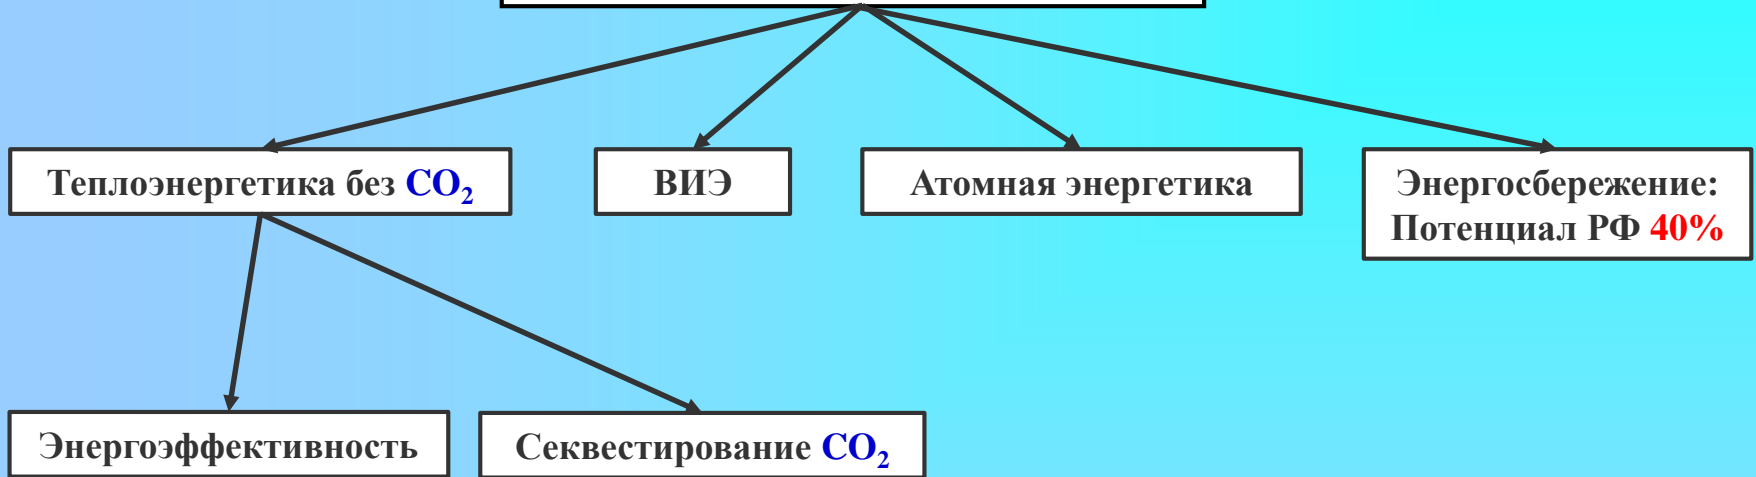 Теплоэнергетика без CO₂
ВИЭ
Атомная энергетика
Энергосбережение:
Потенциал РФ 40%
Энергоэффективность
Секвестирование CO₂